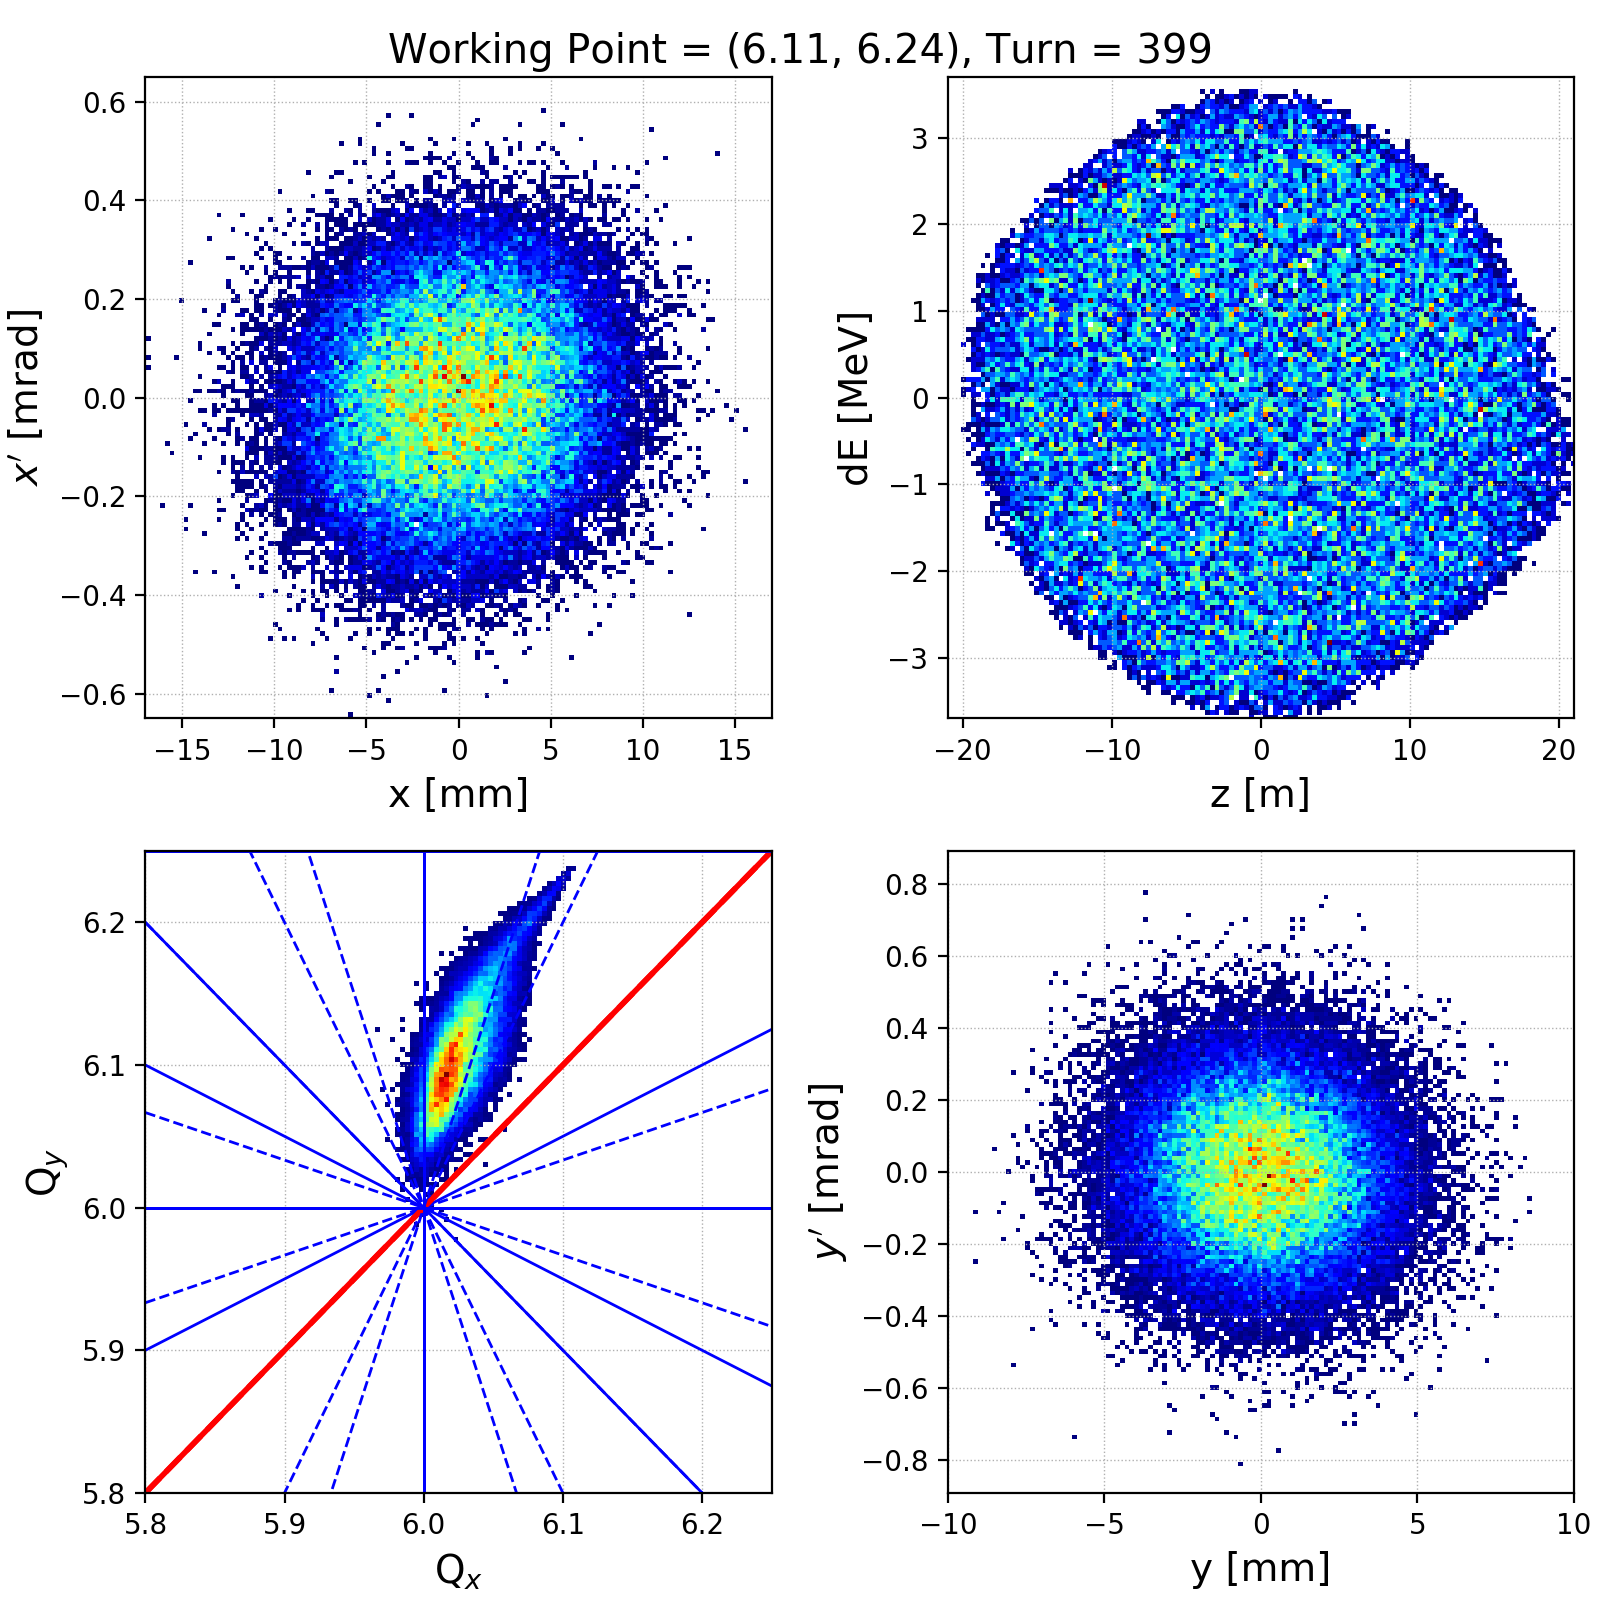 Working Point = (6.11, 6.24), Turn = 399
0.6
0.4
0.2
0.0
−0.2
−0.4
−0.6
x′ [mrad]
−15 −10 −5 0 5 10 15
x [mm]
3
2
1
0
−1
−2
−3
dE [MeV]
−20 −10 0 10 20
z [m]
6.2
6.1
6.0
5.9
5.8
Qy
5.8 5.9 6.0 6.1 6.2
Qx
0.8
0.6
0.4
0.2
0.0
−0.2
−0.4
−0.6
−0.8
y′ [mrad]
−10 −5 0 5 10
y [mm]